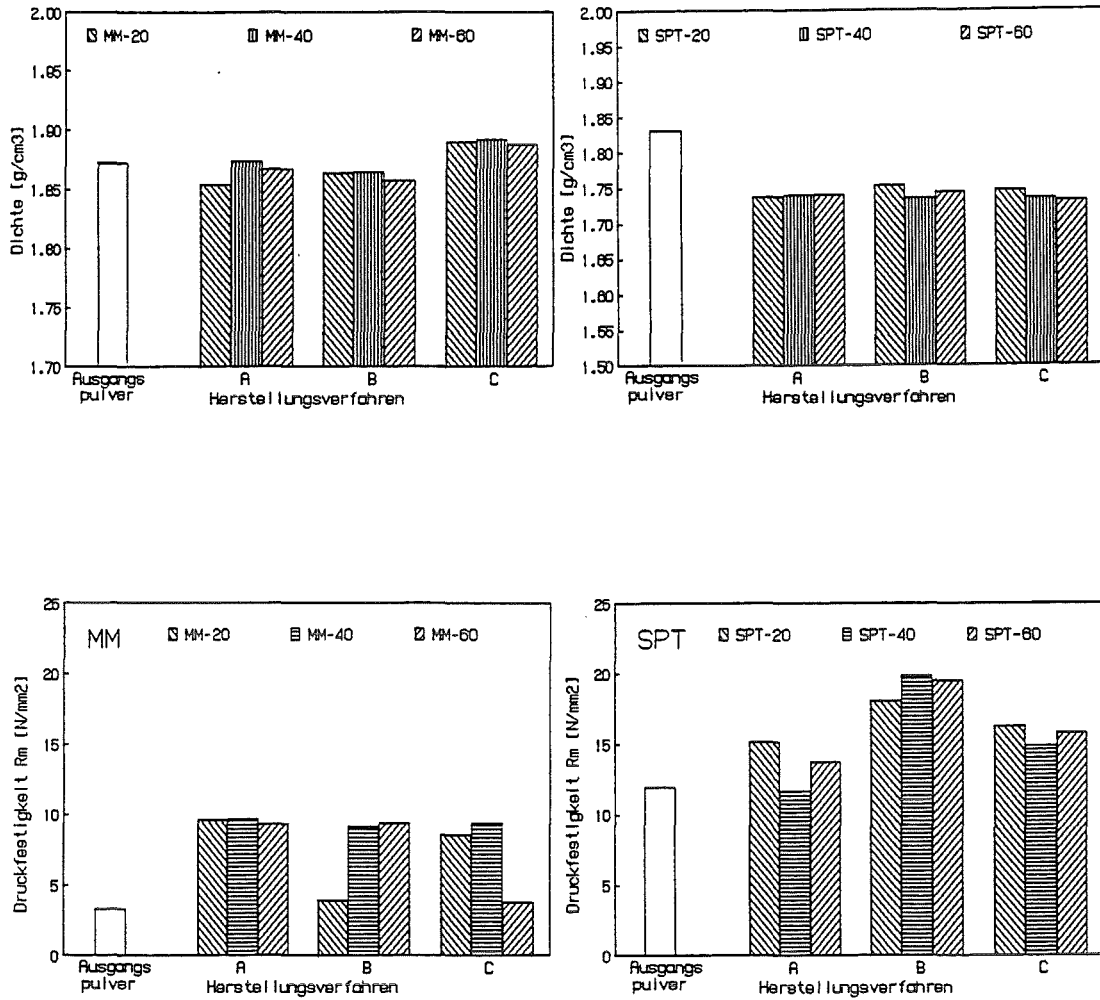 2.00
1.95
1.90
1.85
1.80
1.75
1.70
Dichte [g/cm3]
MM-20 MM-40 MM-60
Ausgangs
pulver
A B C
Herstellungsverfahren
2.00
1.95
1.90
1.85
1.80
1.75
1.70
1.65
1.60
1.55
1.50
Dichte [g/cm3]
SPT-20 SPT-40 SPT-60
Ausgangs
pulver
A B C
Herstellungsverfahren
25
20
15
10
5
0
Druckfestigkeit Rm [N/mm2]
MM MM-20 MM-40 MM-60
Ausgangs
pulver
A B C
Herstellungsverfahren
25
20
15
10
5
0
Druckfestigkeit Rm [N/mm2]
SPT SPT-20 SPT-40 SPT-60
Ausgangs
pulver
A B C
Herstellungsverfahren